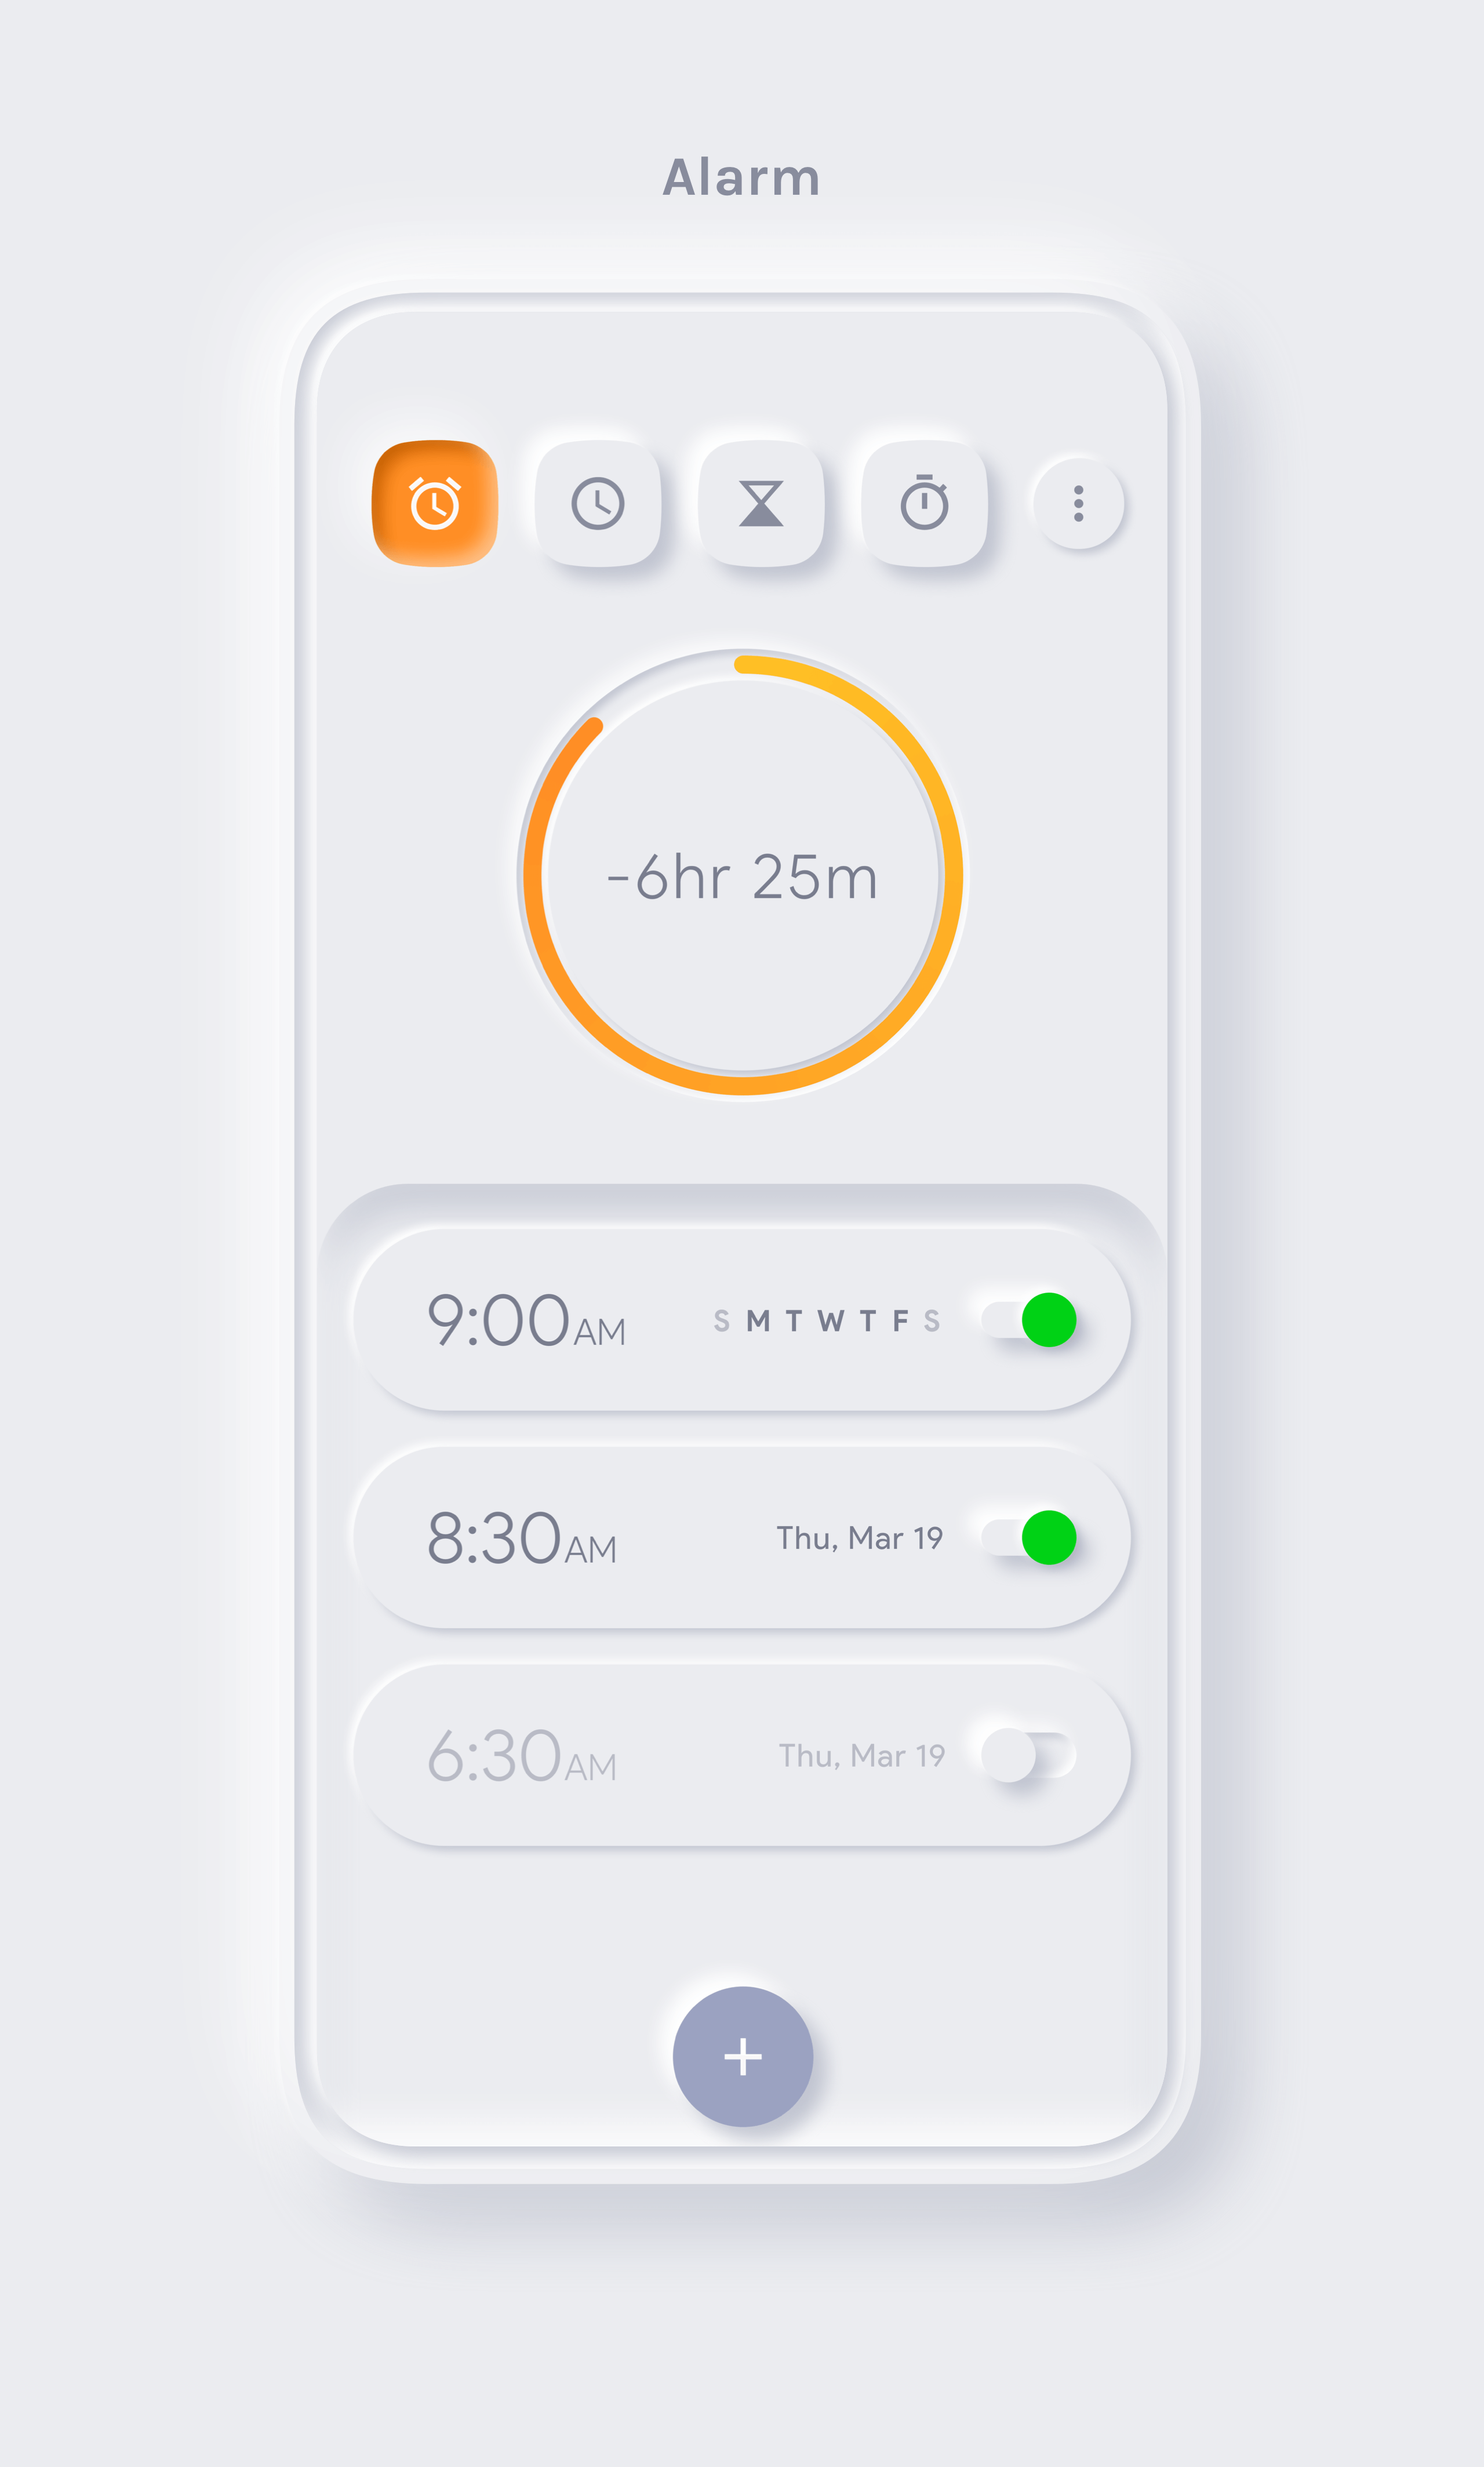 Alarm
-6hr 25m
9:00AM S M T W T F S
8:30AM Thu, Mar 19
6:30AM Thu, Mar 19
+